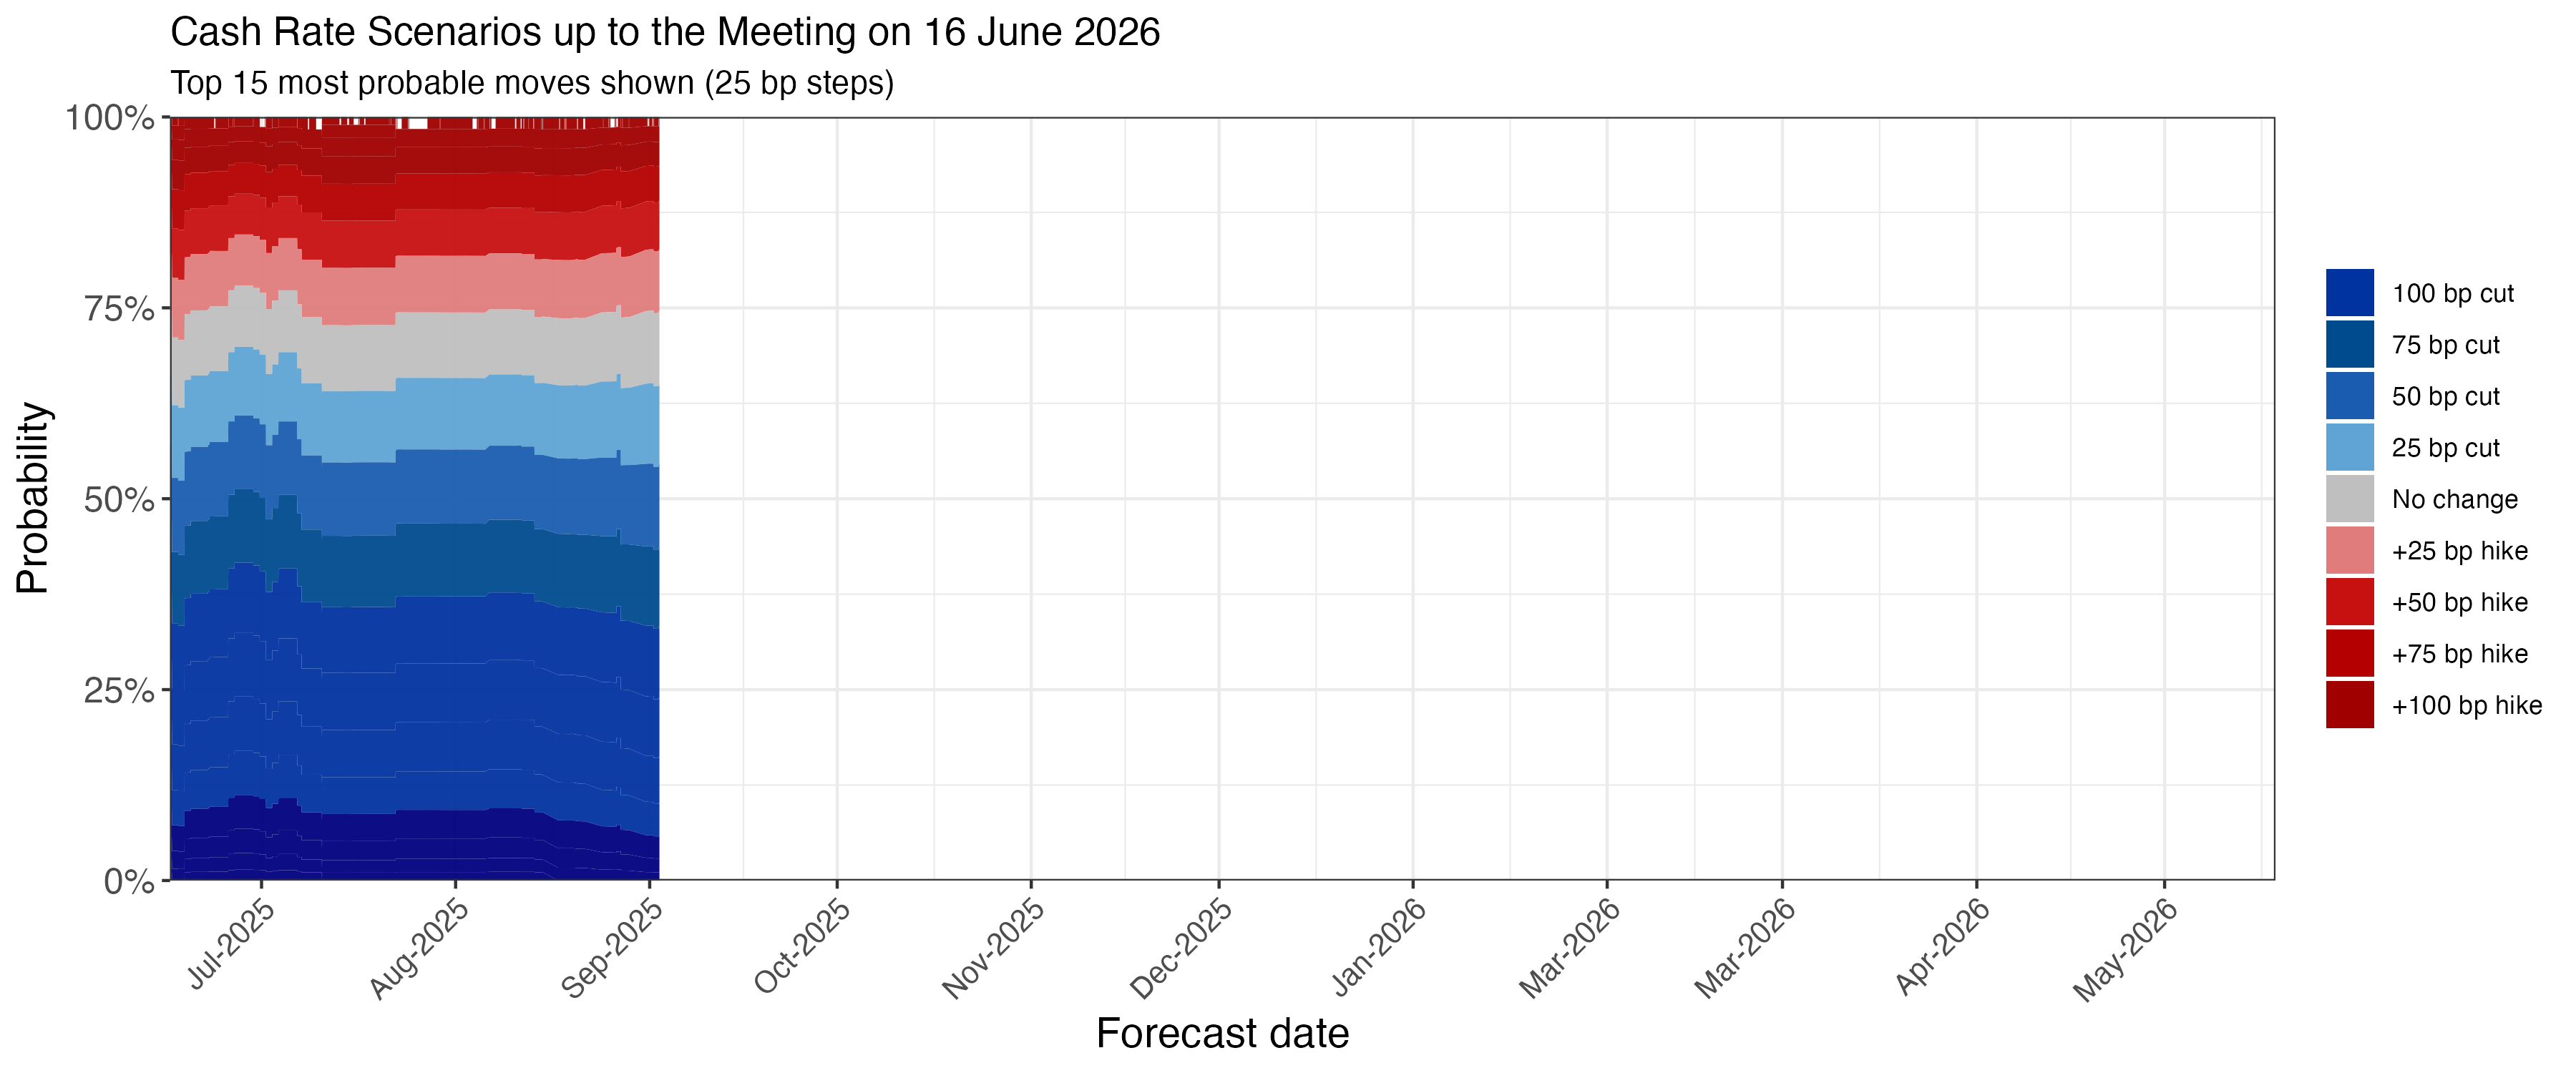 Cash Rate Scenarios up to the Meeting on 16 June 2026
Top 15 most probable moves shown (25 bp steps)
Probability
100%
75%
50%
25%
0%
Jul-2025
Aug-2025
Sep-2025
Oct-2025
Nov-2025
Dec-2025
Jan-2026
Mar-2026
Mar-2026
Apr-2026
May-2026
Forecast date
100 bp cut
75 bp cut
50 bp cut
25 bp cut
No change
+25 bp hike
+50 bp hike
+75 bp hike
+100 bp hike